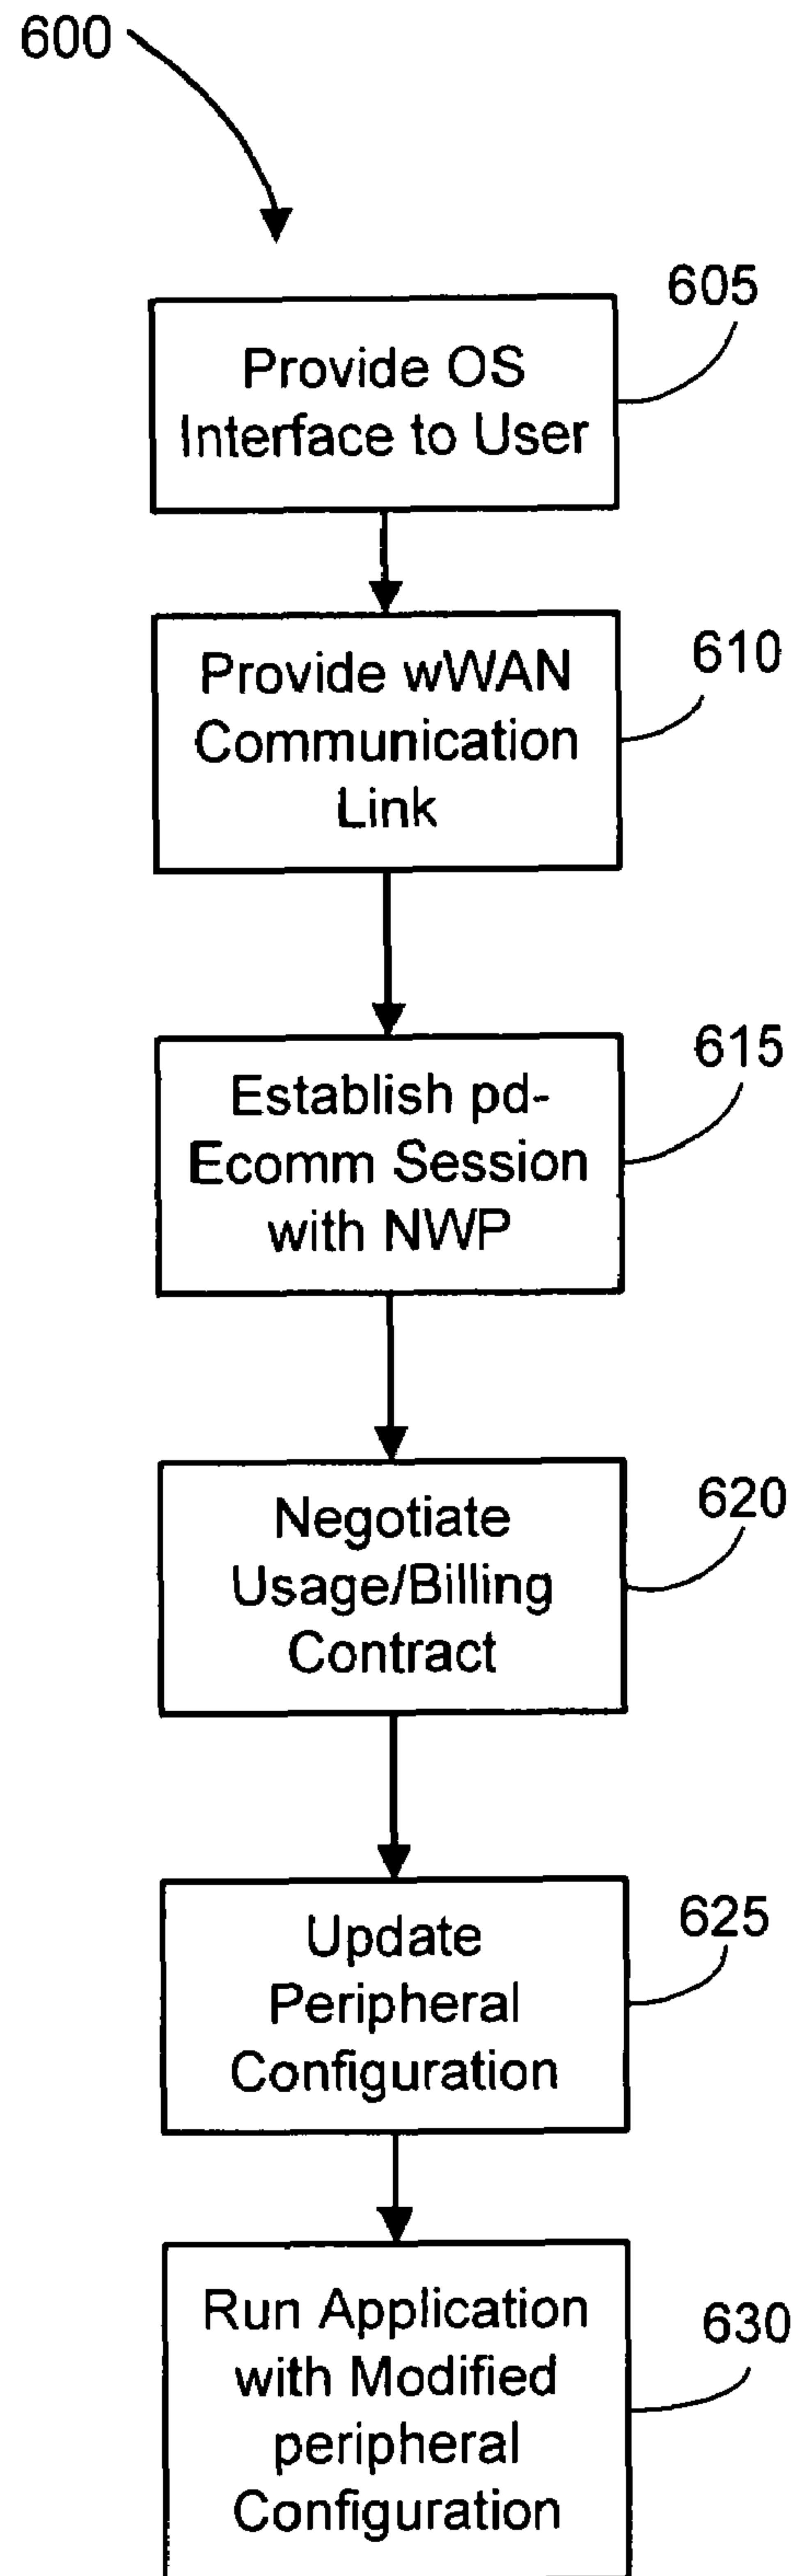 600
605
Provide OS
Interface to User
610
Provide wWAN
Communication
Link
615
Establish pd-
Ecomm Session
with NWP
620
Negotiate
Usage/Billing
Contract
625
Update
Peripheral
Configuration
630
Run Application
with Modified
peripheral
Configuration